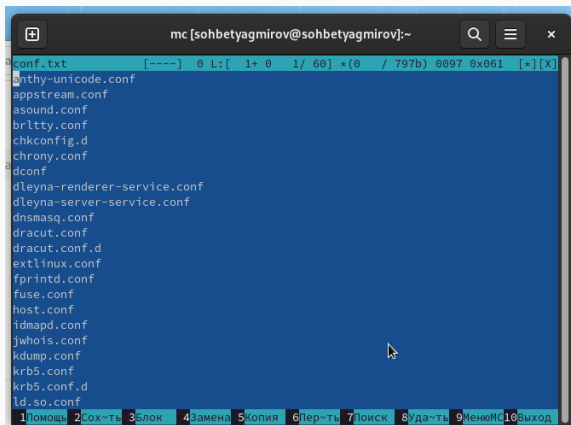 mc [sohbetyagmirov@sohbetyagmirov]:~
conf.txt [----] 0 L:[ 1+ 0 1/ 60] *(0 / 797b) 0097 0x061 [*][X]
anthy-unicode.conf
appstream.conf
asound.conf
brltty.conf
chkconfig.d
chrony.conf
dconf
dleyna-renderer-service.conf
dleyna-server-service.conf
dnsmasq.conf
dracut.conf
dracut.conf.d
extlinux.conf
fprintd.conf
fuse.conf
host.conf
idmapd.conf
jwhois.conf
kdump.conf
krb5.conf
krb5.conf.d
ld.so.conf
1Помощь 2Сох~ть 3Блок 4Замена 5Копия 6Пер~ть 7Поиск 8Уда~ть 9МенюMC10Выход